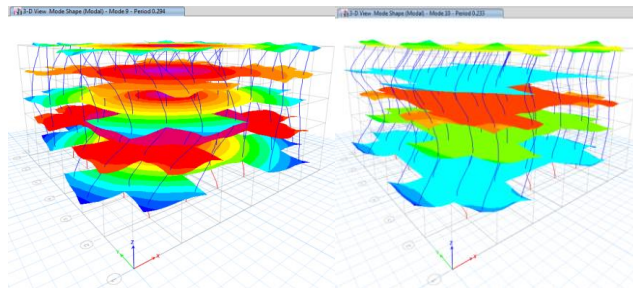 3-D View Mode Shape (Modal) - Mode 9 - Period 0.294
3-D View Mode Shape (Modal) - Mode 10 - Period 0.233
Z
Y
X
Z
Y
X